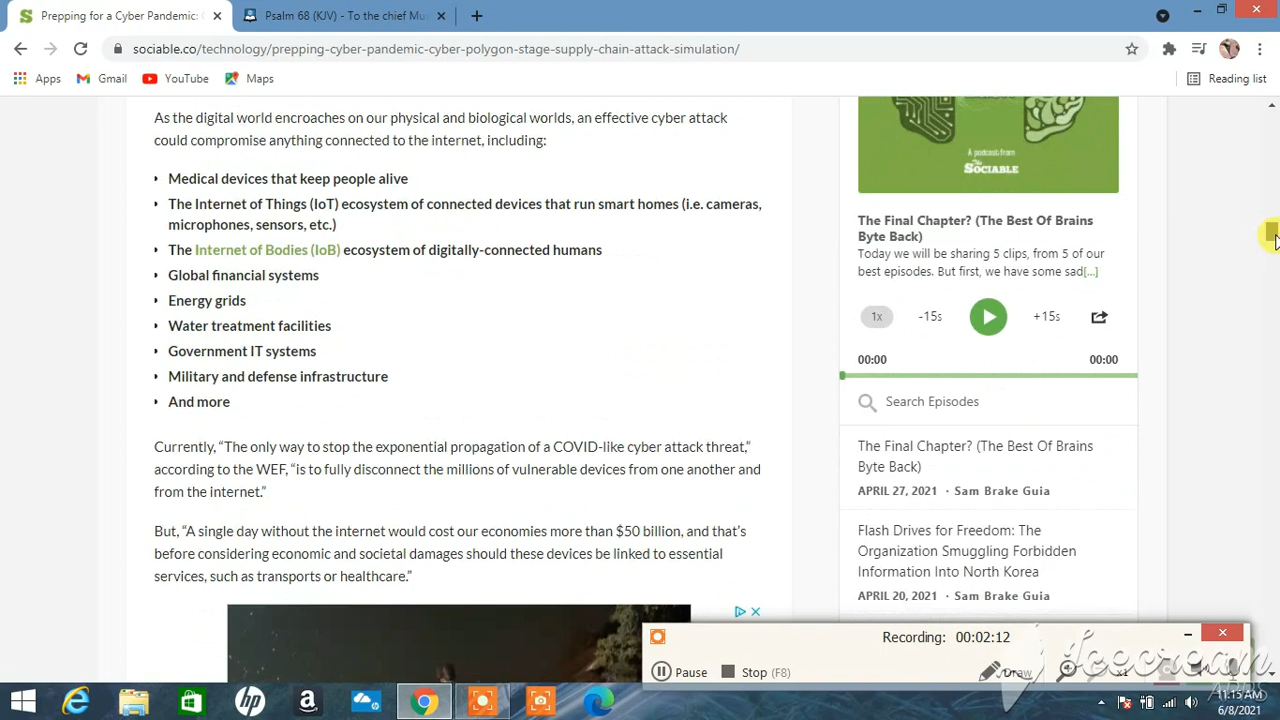 Prepping for a Cyber Pandemic:
Psalm 68 (KJV) - To the chief Mu
sociable.co/technology/prepping-cyber-pandemic-cyber-polygon-stage-supply-chain-attack-simulation/
Apps Gmail YouTube Maps Reading list
As the digital world encroaches on our physical and biological worlds, an effective cyber attack
could compromise anything connected to the internet, including:
Medical devices that keep people alive
The Internet of Things (IoT) ecosystem of connected devices that run smart homes (i.e. cameras,
microphones, sensors, etc.)
The Internet of Bodies (IoB) ecosystem of digitally-connected humans
Global financial systems
Energy grids
Water treatment facilities
Government IT systems
Military and defense infrastructure
And more
Currently, “The only way to stop the exponential propagation of a COVID-like cyber attack threat,”
according to the WEF, “is to fully disconnect the millions of vulnerable devices from one another and
from the internet.”
But, “A single day without the internet would cost our economies more than $50 billion, and that’s
before considering economic and societal damages should these devices be linked to essential
services, such as transports or healthcare.”
A podcast from
The
SOCIABLE
The Final Chapter? (The Best Of Brains
Byte Back)
Today we will be sharing 5 clips, from 5 of our
best episodes. But first, we have some sad[...]
1x -15s +15s
00:00 00:00
Search Episodes
The Final Chapter? (The Best Of Brains
Byte Back)
APRIL 27, 2021 · Sam Brake Guia
Flash Drives for Freedom: The
Organization Smuggling Forbidden
Information Into North Korea
APRIL 20, 2021 · Sam Brake Guia
Recording: 00:02:12
Pause Stop (F8) Draw x1
Icecream
hp a
11:15 AM
6/8/2021